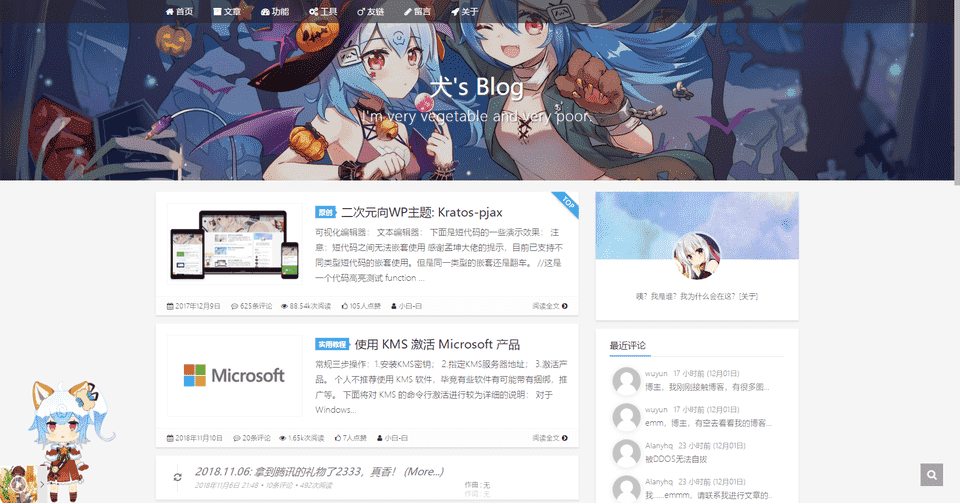 首页 文章 功能 工具 友链 留言 关于
犬's Blog
I'm very vegetable and very poor.
TOP
原创 二次元向WP主题: Kratos-pjax
可视化编辑器: 文本编辑器: 下面是短代码的一些演示效果: 注
意: 短代码之间无法嵌套使用 感谢孟坤大佬的提示, 目前已支持不
同类型短代码的嵌套使用。但是同一类型的嵌套还是翻车。 //这是
一个代码高亮测试 function ...
2017年12月9日 625条评论 88.54k次阅读 105人点赞 小白-白 阅读全文
实用教程 使用 KMS 激活 Microsoft 产品
Microsoft
常规三步操作: 1.安装KMS密钥; 2.指定KMS服务器地址; 3.激活产
品。 个人不推荐使用 KMS 软件, 毕竟有些软件有可能带有捆绑, 推
广等。 下面将对 KMS 的命令行激活进行较为详细的说明: 对于
Windows...
2018年11月10日 20条评论 1.65k次阅读 7人点赞 小白-白 阅读全文
2018.11.06: 拿到腾讯的礼物了2333，真香! (More...)
2018年11月6日 21:48 • 10条评论 • 492次阅读
作曲 : 无
作词 : 无
咦? 我是谁? 我为什么会在这? [关于]
最近评论
wuyun 17 小时前 (12月01日)
博主，我刚刚接触博客，有很多图...
wuyun 17 小时前 (12月01日)
emm，博主，有空去看看我的博客...
Alanyhq 23 小时前 (12月01日)
被DDOS无法自拔
Alanyhq 23 小时前 (12月01日)
我......emmm，请联系我进行文章的...